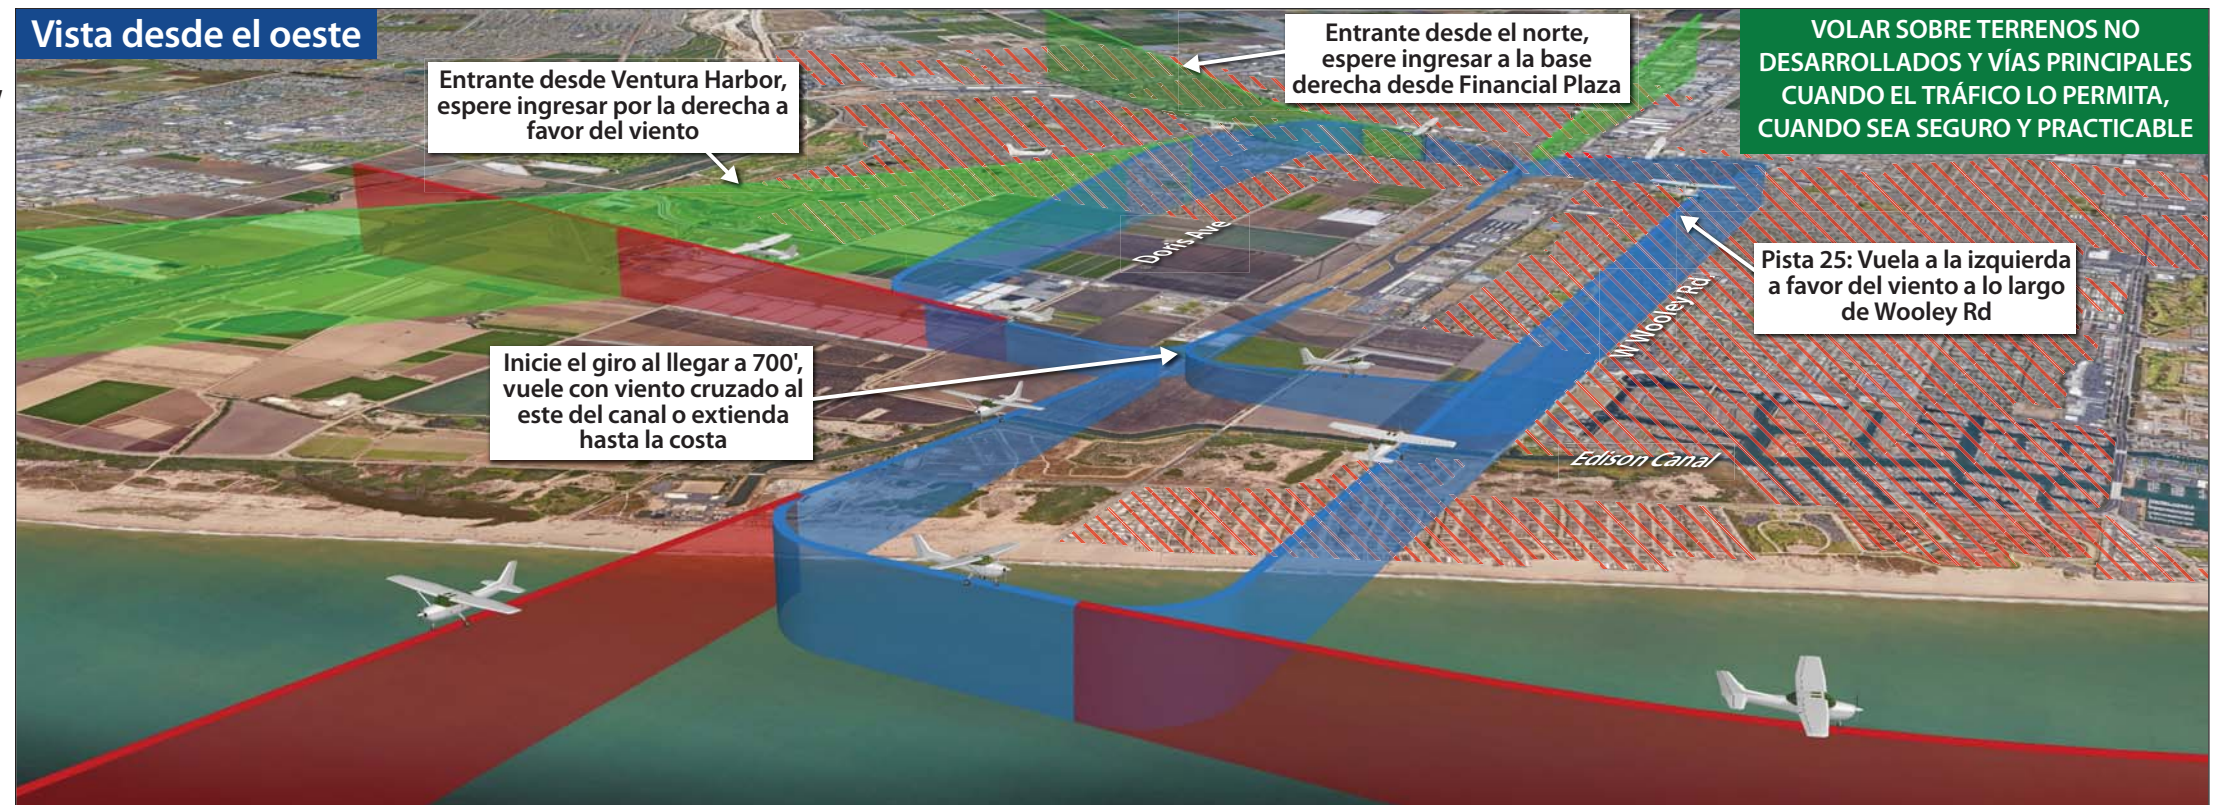 Vista desde el oeste
Entrante desde Ventura Harbor,
espere ingresar por la derecha a
favor del viento
Entrante desde el norte,
espere ingresar a la base
derecha desde Financial Plaza
VOLAR SOBRE TERRENOS NO
DESARROLLADOS Y VÍAS PRINCIPALES
CUANDO EL TRÁFICO LO PERMITA,
CUANDO SEA SEGURO Y PRACTICABLE
Doris Ave
Pista 25: Vuela a la izquierda
a favor del viento a lo largo
de Wooley Rd
W Wooley Rd,
Inicie el giro al llegar a 700',
vuele con viento cruzado al
este del canal o extienda
hasta la costa
Edison Canal